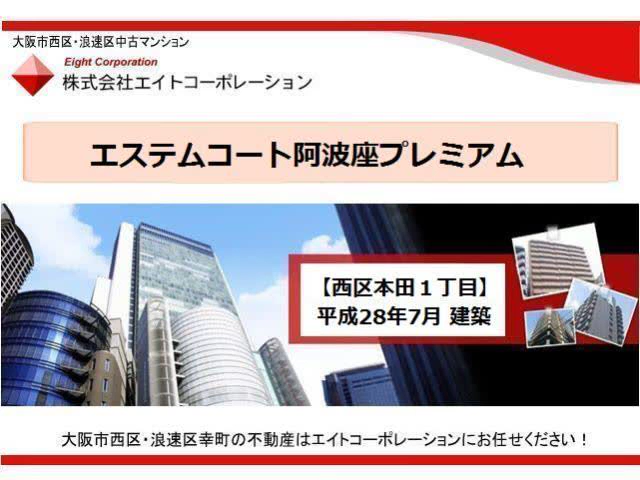 大阪市西区・浪速区中古マンション
Eight Corporation
株式会社エイトコーポレーション
エステムコート阿波座プレミアム
【西区本田１丁目】
平成28年7月 建築
大阪市西区・浪速区幸町の不動産はエイトコーポレーションにお任せください！